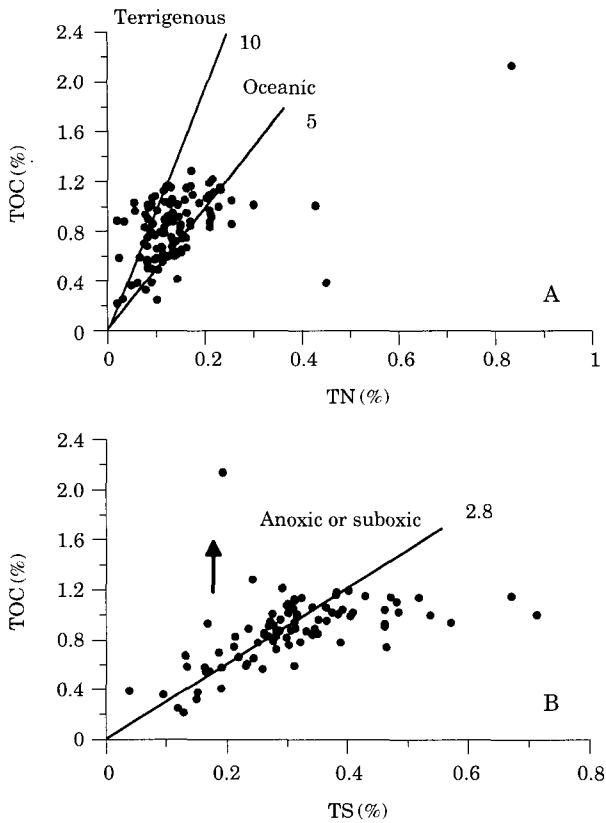 Terrigenous
10
Oceanic
5
2.4
2.0
1.6
1.2
0.8
0.4
0
TOC (%)
A
0 0.2 0.4 0.6 0.8 1
TN (%)
2.4
2.0
1.6
1.2
0.8
0.4
0
TOC (%)
Anoxic or suboxic
2.8
B
0 0.2 0.4 0.6 0.8
TS (%)